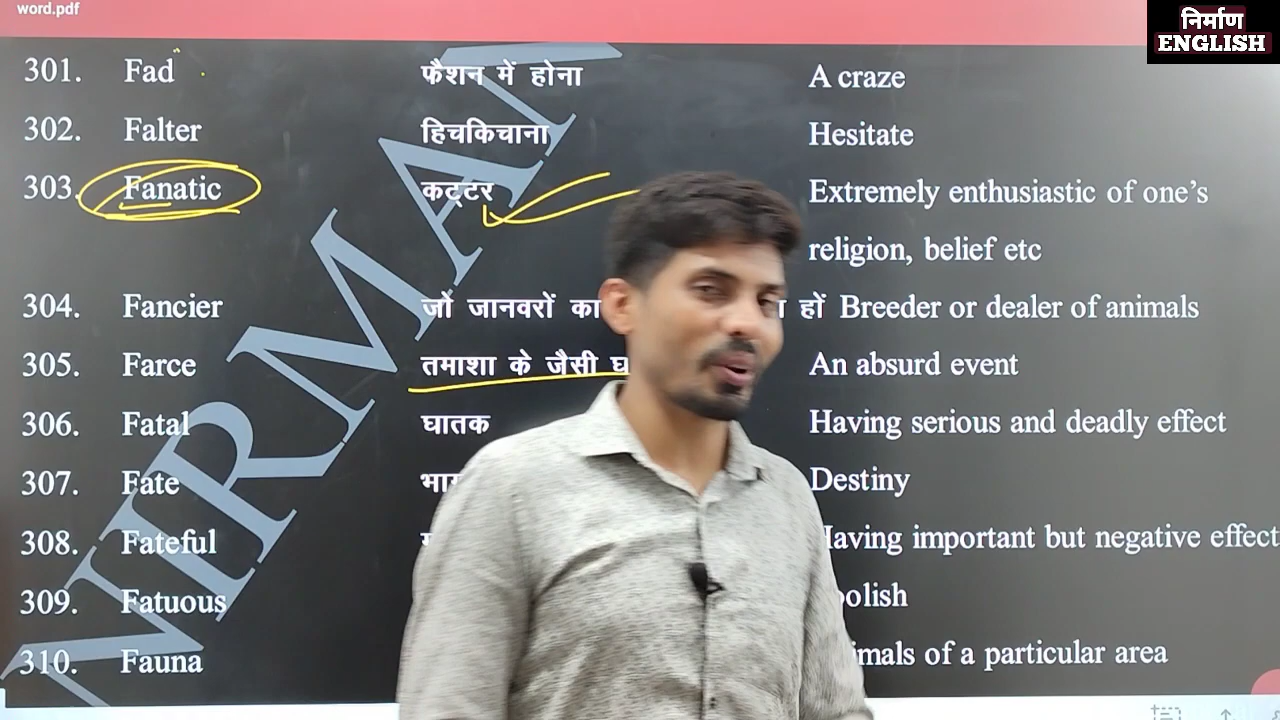 word.pdf
निर्माण
ENGLISH
301. Fad फैशन में होना A craze
302. Falter हिचकिचाना Hesitate
303. Fanatic कट्टर Extremely enthusiastic of one's
religion, belief etc
304. Fancier जों जानवरों का हों Breeder or dealer of animals
305. Farce तमाशा के जैसी An absurd event
306. Fatal घातक Having serious and deadly effect
307. Fate Destiny
308. Fateful important but negative effect
309. Fatuous
310. Fauna of a particular area
NIRMAN